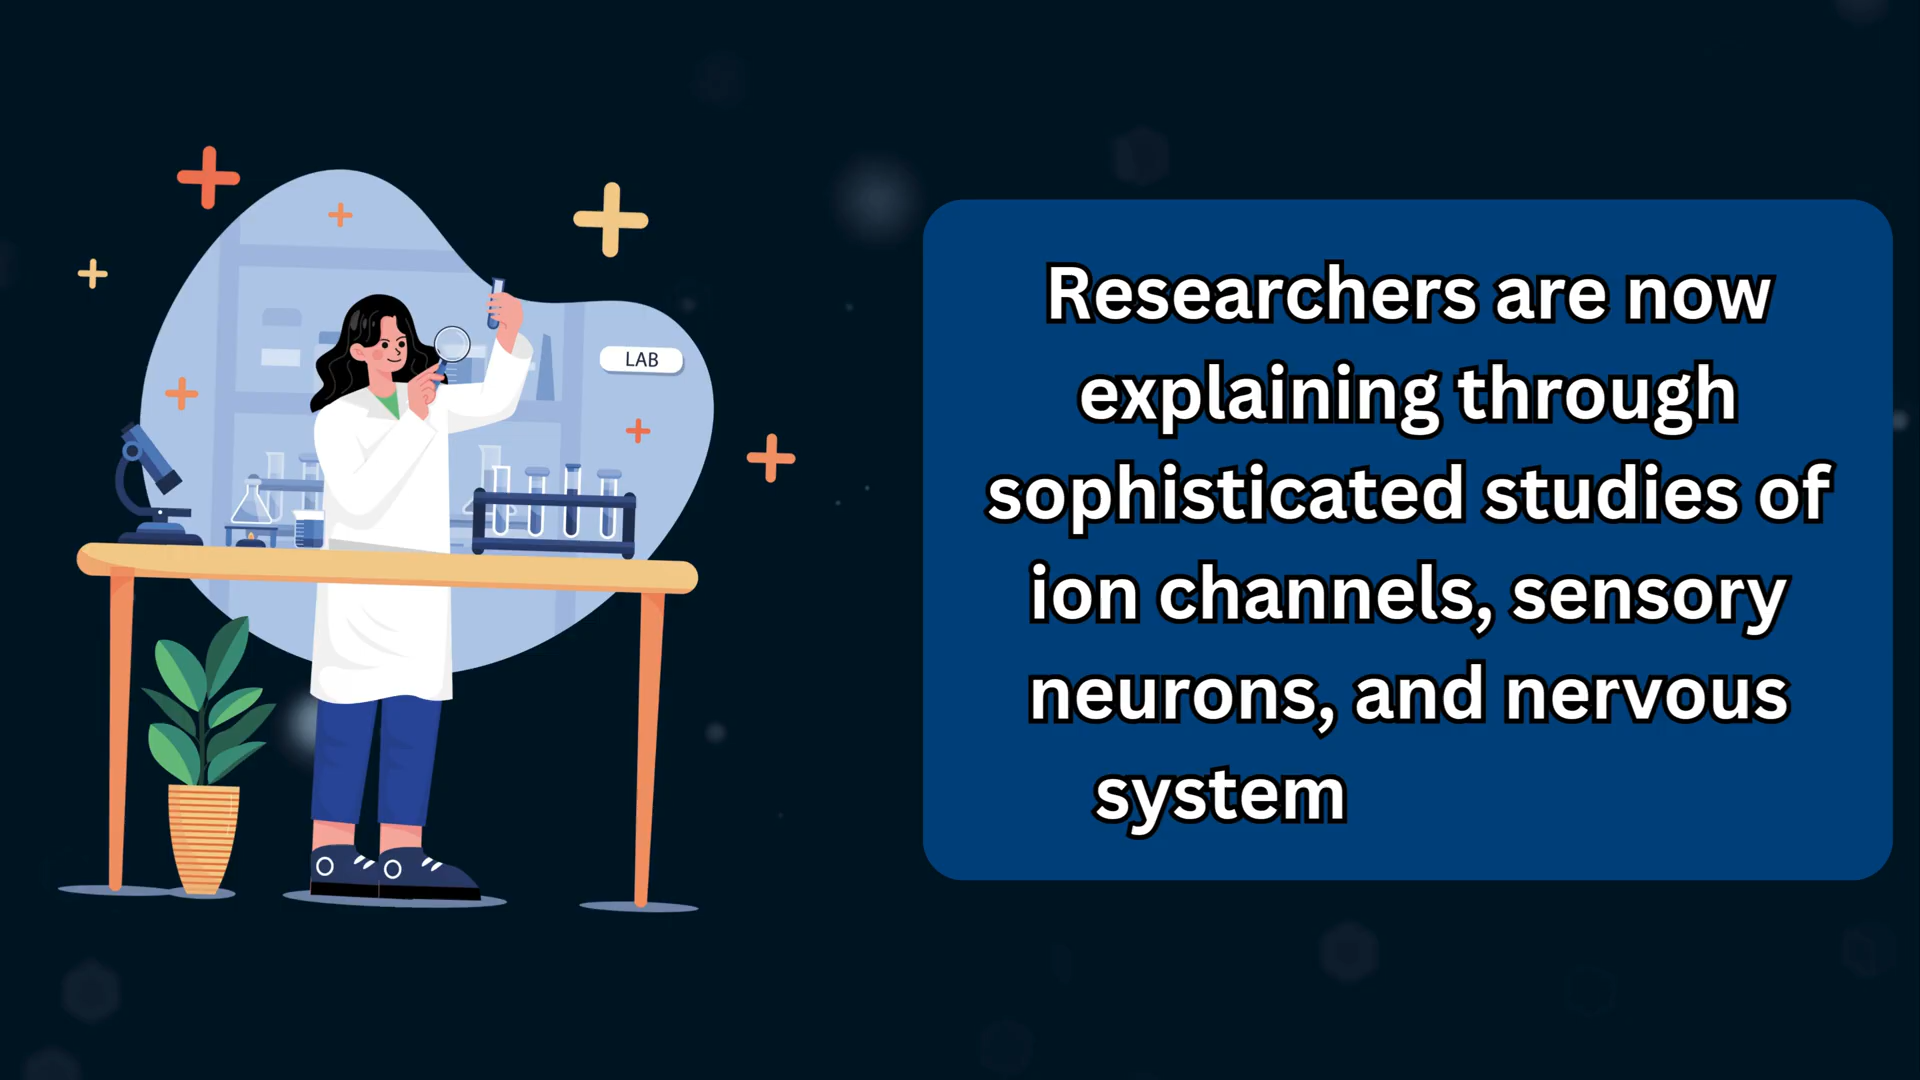 LAB
Researchers are now
explaining through
sophisticated studies of
ion channels, sensory
neurons, and nervous
system